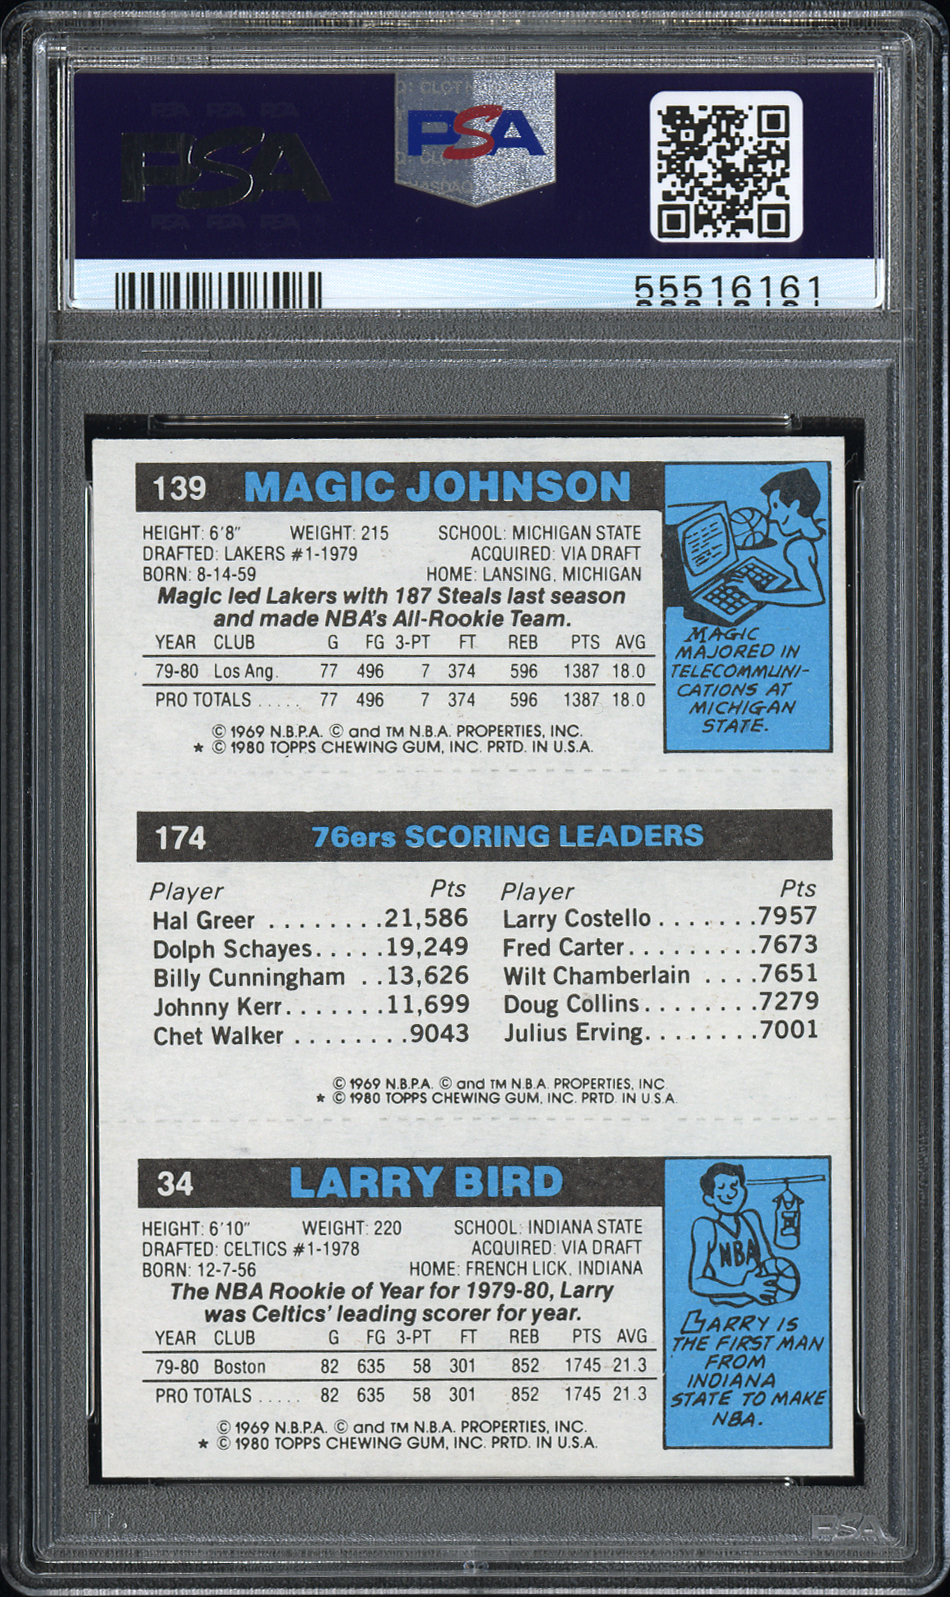 PSA
PSA
55516161
139 MAGIC JOHNSON
HEIGHT: 6'8" WEIGHT: 215 SCHOOL: MICHIGAN STATE
DRAFTED: LAKERS #1-1979 ACQUIRED: VIA DRAFT
BORN: 8-14-59 HOME: LANSING, MICHIGAN
Magic led Lakers with 187 Steals last season
and made NBA's All-Rookie Team.
YEAR CLUB G FG 3-PT FT REB PTS AVG
79-80 Los Ang. 77 496 7 374 596 1387 18.0
PRO TOTALS ..... 77 496 7 374 596 1387 18.0
© 1969 N.B.P.A. © and TM N.B.A. PROPERTIES, INC.
* © 1980 TOPPS CHEWING GUM, INC. PRTD. IN U.S.A.
MAGIC
MAJORED IN
TELECOMMUNI-
CATIONS AT
MICHIGAN
STATE.
174 76ers SCORING LEADERS
Player Pts Player Pts
Hal Greer ........21,586 Larry Costello .......7957
Dolph Schayes.....19,249 Fred Carter.........7673
Billy Cunningham ..13,626 Wilt Chamberlain ....7651
Johnny Kerr.......11,699 Doug Collins........7279
Chet Walker ........9043 Julius Erving........7001
© 1969 N.B.P.A. © and TM N.B.A. PROPERTIES, INC
* © 1980 TOPPS CHEWING GUM, INC. PRTD. IN U.S.A.
34 LARRY BIRD
HEIGHT: 6'10" WEIGHT: 220 SCHOOL: INDIANA STATE
DRAFTED: CELTICS #1-1978 ACQUIRED: VIA DRAFT
BORN: 12-7-56 HOME: FRENCH LICK, INDIANA
The NBA Rookie of Year for 1979-80, Larry
was Celtics' leading scorer for year.
YEAR CLUB G FG 3-PT FT REB PTS AVG
79-80 Boston 82 635 58 301 852 1745 21.3
PRO TOTALS ..... 82 635 58 301 852 1745 21.3
© 1969 N.B.P.A. © and TM N.B.A. PROPERTIES, INC.
* © 1980 TOPPS CHEWING GUM, INC. PRTD. IN U.S.A.
NBA
LARRY IS
THE FIRST MAN
FROM
INDIANA
STATE TO MAKE
NBA.
PSA